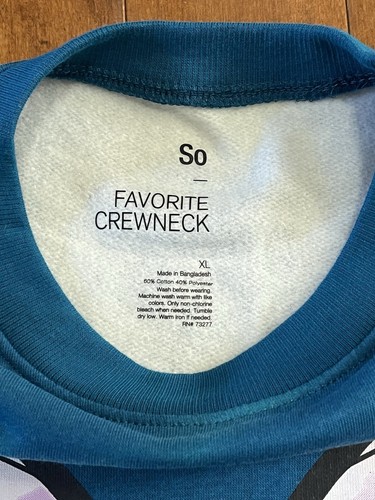 So
—
FAVORITE
CREWNECK
XL
Made in Bangladesh
60% Cotton 40% Polyester
Wash before wearing.
Machine wash warm with like
colors. Only non-chlorine
bleach when needed. Tumble
dry low. Warm iron if needed.
RN# 73277